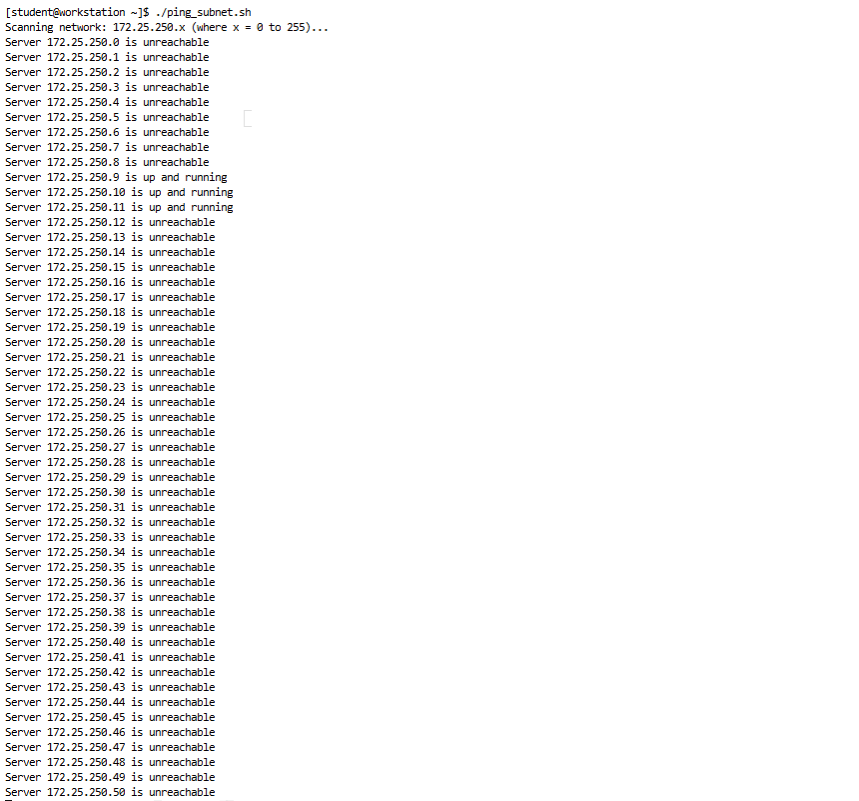 [student@workstation ~]$ ./ping_subnet.sh
Scanning network: 172.25.250.x (where x = 0 to 255)...
Server 172.25.250.0 is unreachable
Server 172.25.250.1 is unreachable
Server 172.25.250.2 is unreachable
Server 172.25.250.3 is unreachable
Server 172.25.250.4 is unreachable
Server 172.25.250.5 is unreachable
Server 172.25.250.6 is unreachable
Server 172.25.250.7 is unreachable
Server 172.25.250.8 is unreachable
Server 172.25.250.9 is up and running
Server 172.25.250.10 is up and running
Server 172.25.250.11 is up and running
Server 172.25.250.12 is unreachable
Server 172.25.250.13 is unreachable
Server 172.25.250.14 is unreachable
Server 172.25.250.15 is unreachable
Server 172.25.250.16 is unreachable
Server 172.25.250.17 is unreachable
Server 172.25.250.18 is unreachable
Server 172.25.250.19 is unreachable
Server 172.25.250.20 is unreachable
Server 172.25.250.21 is unreachable
Server 172.25.250.22 is unreachable
Server 172.25.250.23 is unreachable
Server 172.25.250.24 is unreachable
Server 172.25.250.25 is unreachable
Server 172.25.250.26 is unreachable
Server 172.25.250.27 is unreachable
Server 172.25.250.28 is unreachable
Server 172.25.250.29 is unreachable
Server 172.25.250.30 is unreachable
Server 172.25.250.31 is unreachable
Server 172.25.250.32 is unreachable
Server 172.25.250.33 is unreachable
Server 172.25.250.34 is unreachable
Server 172.25.250.35 is unreachable
Server 172.25.250.36 is unreachable
Server 172.25.250.37 is unreachable
Server 172.25.250.38 is unreachable
Server 172.25.250.39 is unreachable
Server 172.25.250.40 is unreachable
Server 172.25.250.41 is unreachable
Server 172.25.250.42 is unreachable
Server 172.25.250.43 is unreachable
Server 172.25.250.44 is unreachable
Server 172.25.250.45 is unreachable
Server 172.25.250.46 is unreachable
Server 172.25.250.47 is unreachable
Server 172.25.250.48 is unreachable
Server 172.25.250.49 is unreachable
Server 172.25.250.50 is unreachable